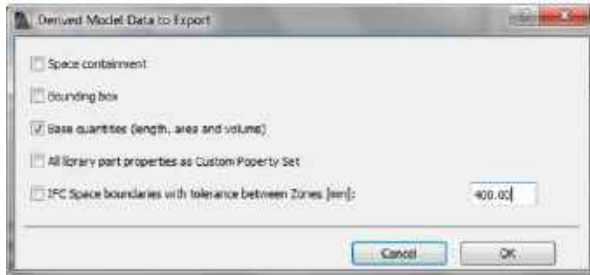 Derived Model Data to Export
Space containment
Bounding box
Base quantities (length, area and volume)
All library part properties as Custom Poperty Set
IFC Space boundaries with tolerance between Zones [mm]: 400.00
Cancel OK